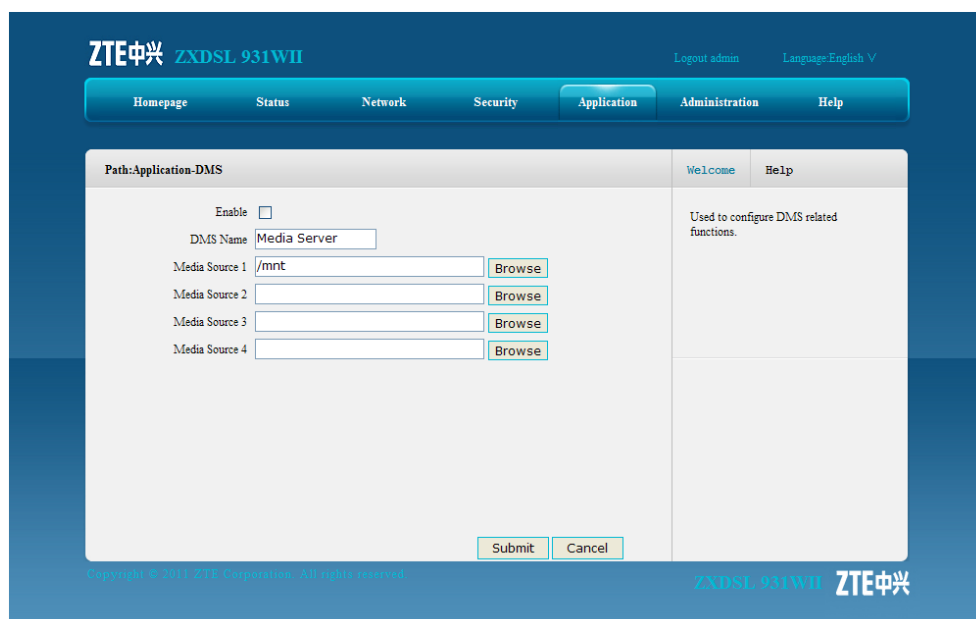 ZTE中兴 ZXDSL 931WII
Logout admin Language:English V
Homepage Status Network Security Application Administration Help
Path:Application-DMS
Welcome Help
Enable
DMS Name Media Server
Media Source 1 /mnt Browse
Media Source 2 Browse
Media Source 3 Browse
Media Source 4 Browse
Used to configure DMS related
functions.
Submit Cancel
Copyright © 2011 ZTE Corporation. All rights reserved.
ZXDSL 931WII ZTE中兴